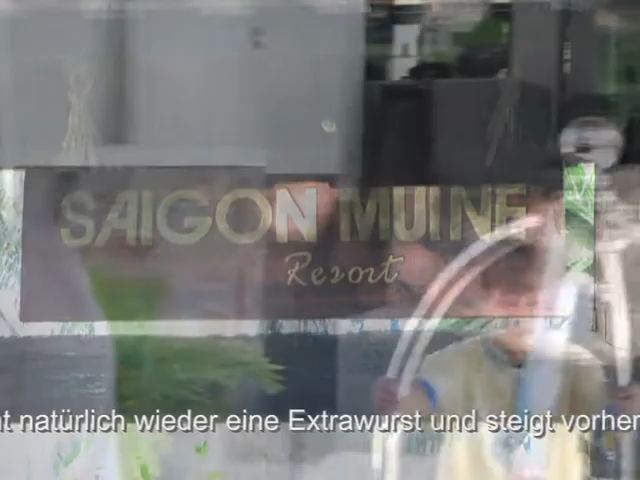 SAIGON MUINE
Resort
natürlich wieder eine Extrawurst und steigt vorher